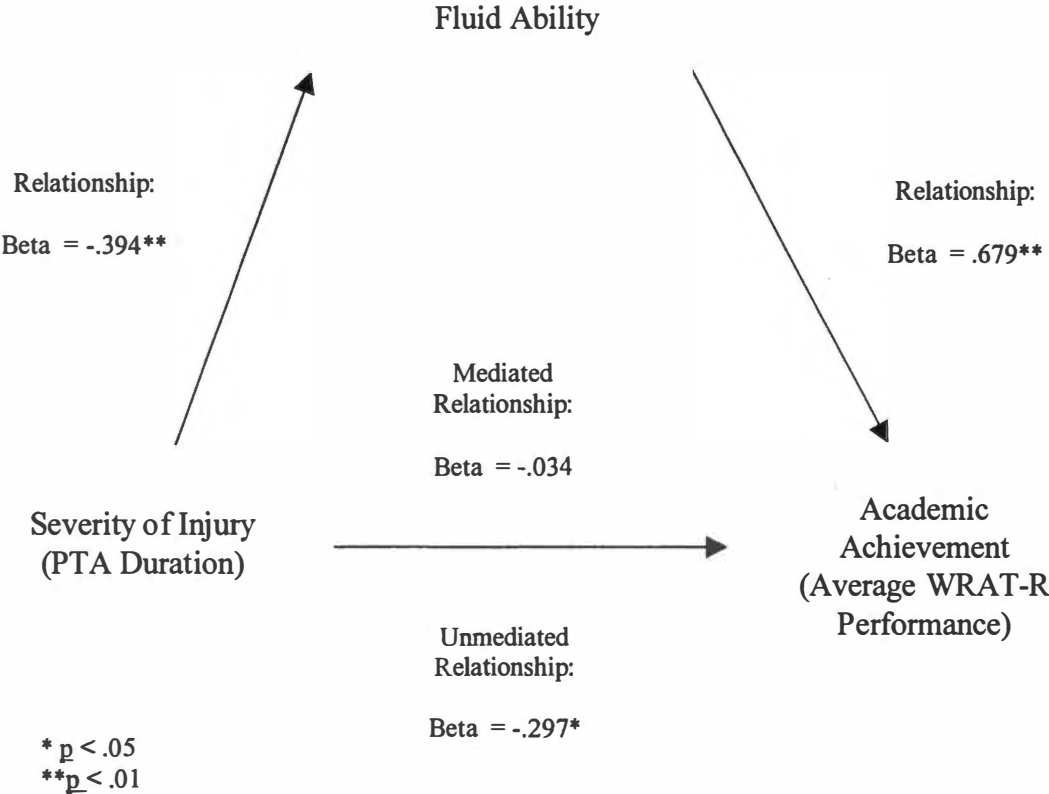 Fluid Ability
Relationship:
Beta = -.394**
Relationship:
Beta = .679**
Mediated
Relationship:
Beta = -.034
Severity of Injury
(PTA Duration)
Academic
Achievement
(Average WRAT-R
Performance)
Unmediated
Relationship:
Beta = -.297*
* p < .05
**p < .01